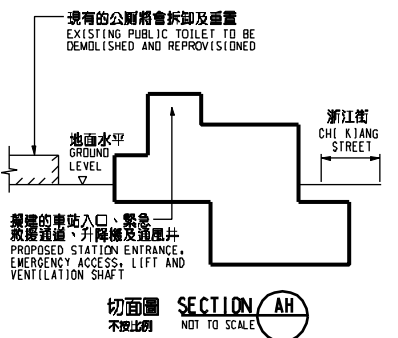 現有的公厠將會拆卸及重置
EXISTING PUBLIC TOILET TO BE
DEMOLISHED AND REPROVISIONED
地面水平
GROUND
LEVEL
浙江街
CHI KIANG
STREET
擬建的車站入口、緊急
救援通道、升降機及通風井
PROPOSED STATION ENTRANCE,
EMERGENCY ACCESS, LIFT AND
VENTILATION SHAFT
切面圖 SECTION AH
不按比例 NOT TO SCALE